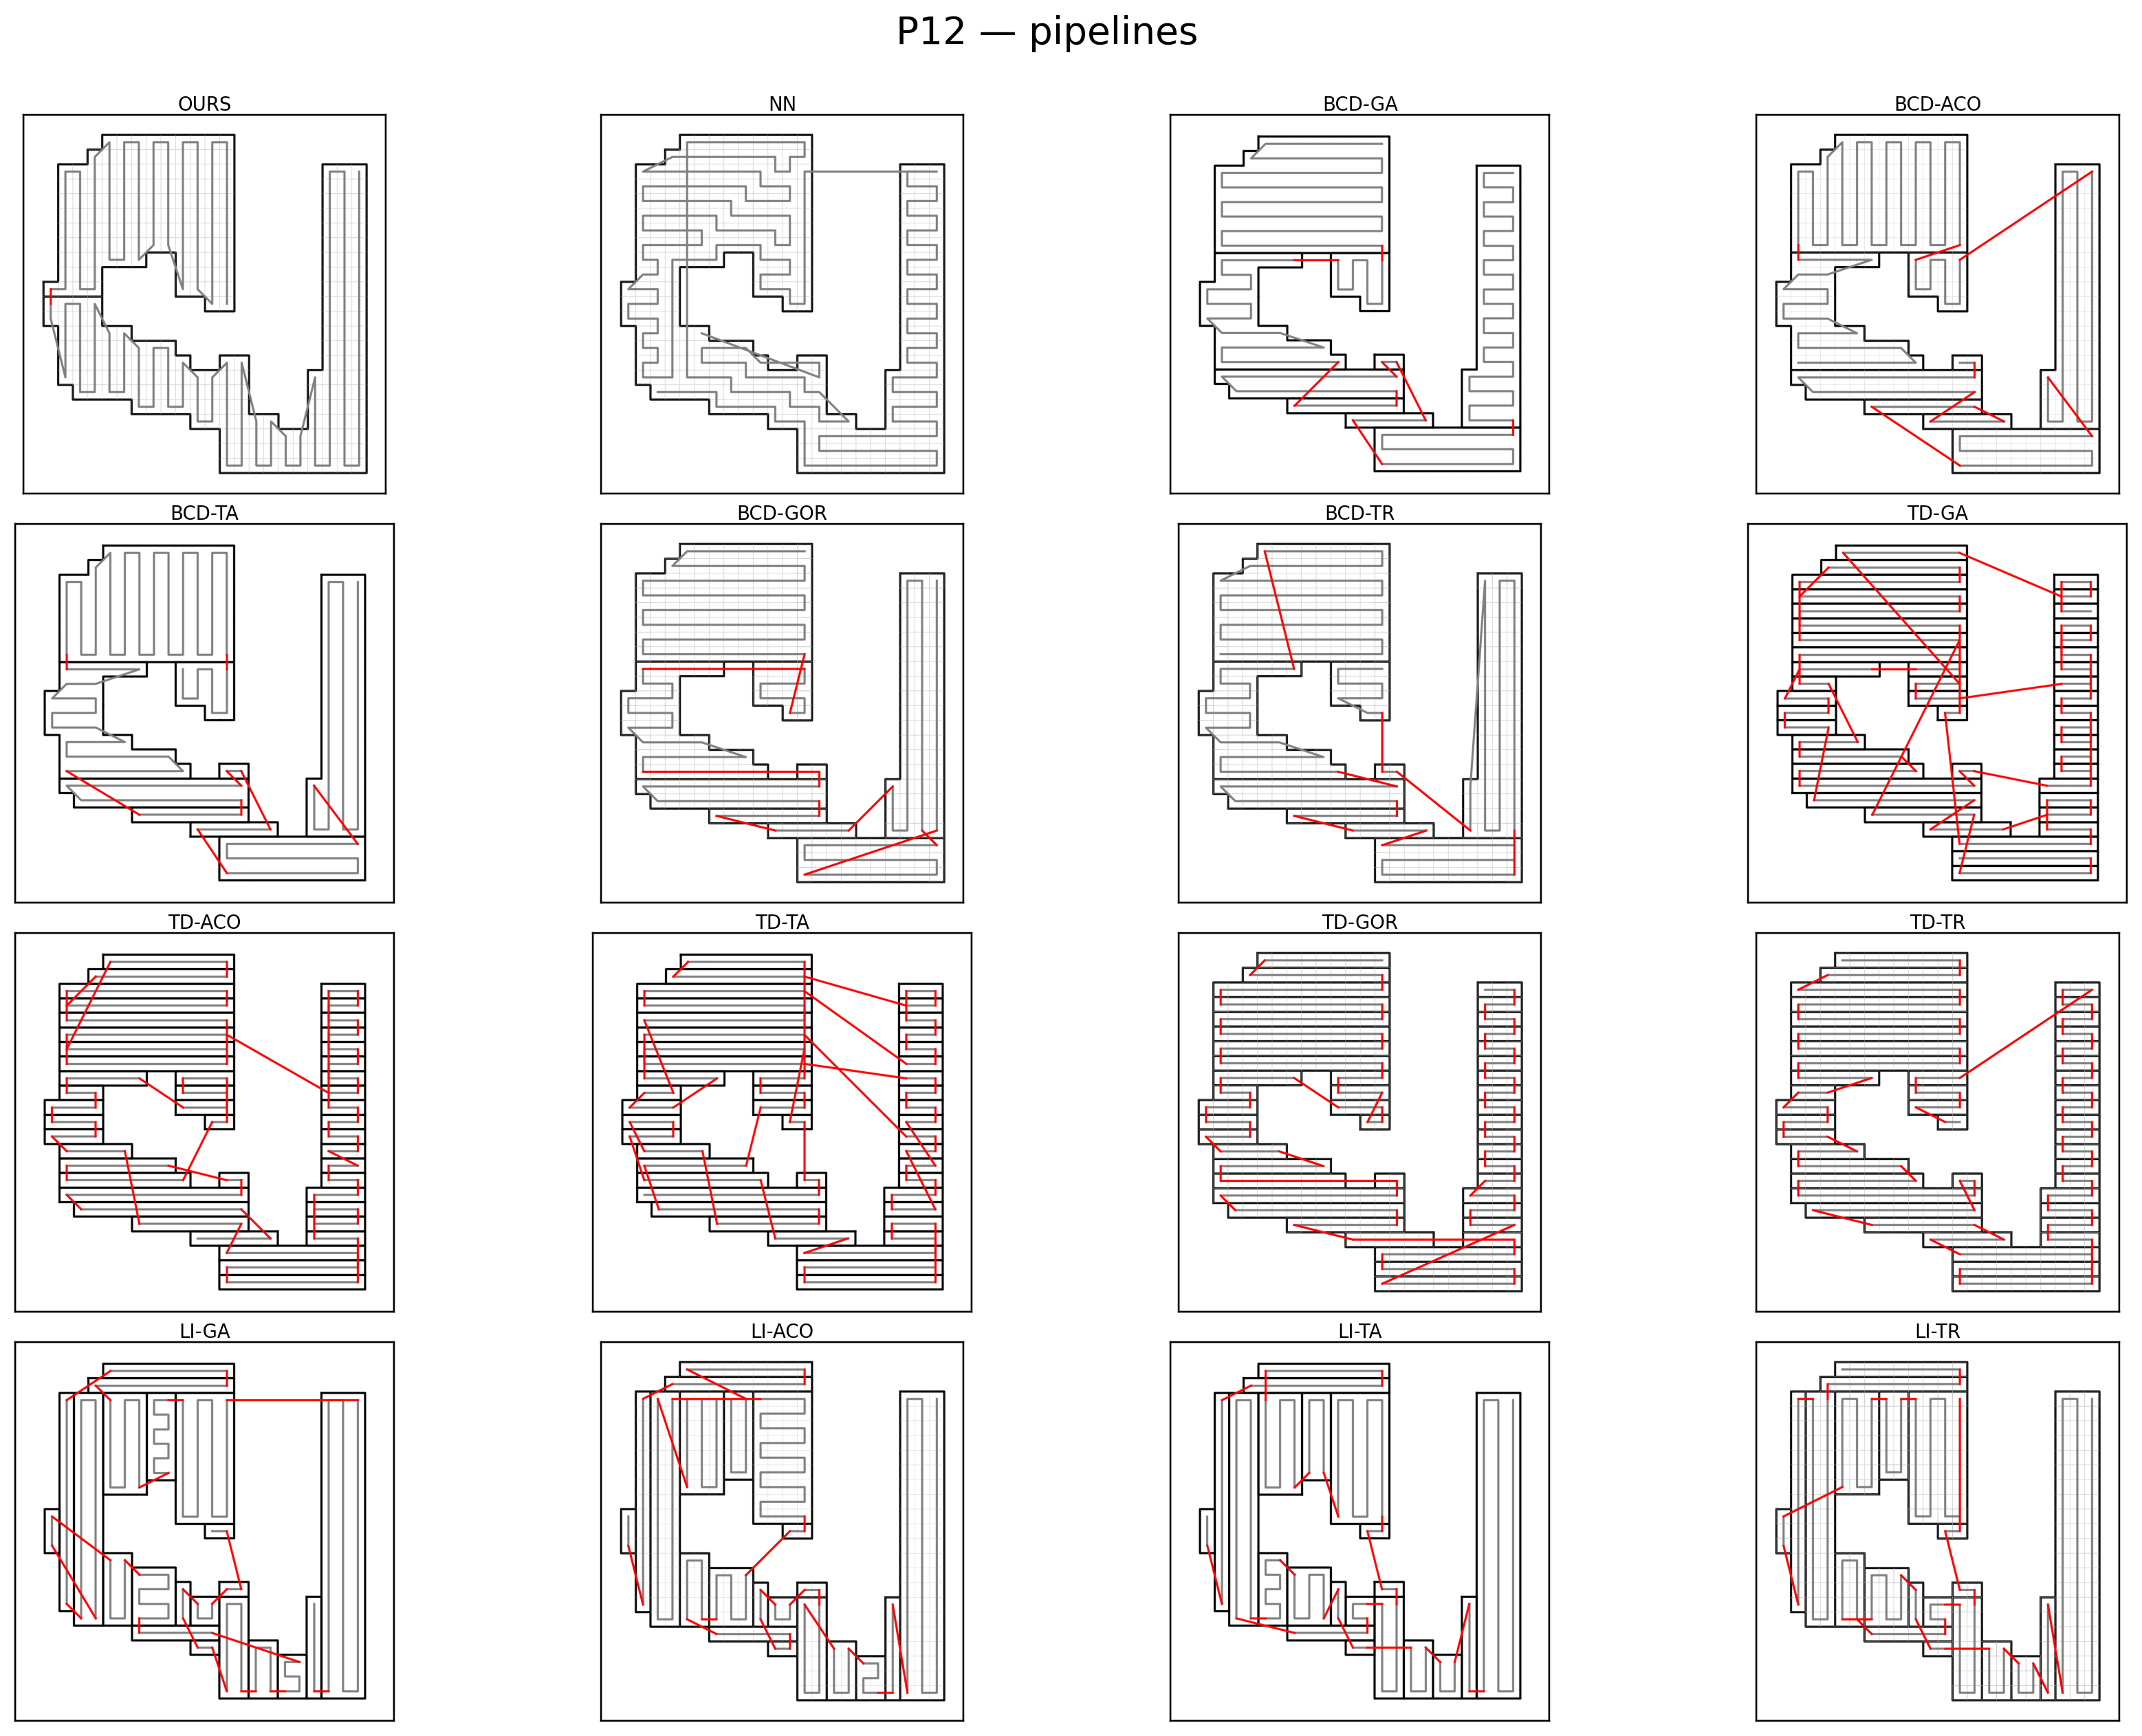 P12 — pipelines
OURS
NN
BCD-GA
BCD-ACO
BCD-TA
BCD-GOR
BCD-TR
TD-GA
TD-ACO
TD-TA
TD-GOR
TD-TR
LI-GA
LI-ACO
LI-TA
LI-TR